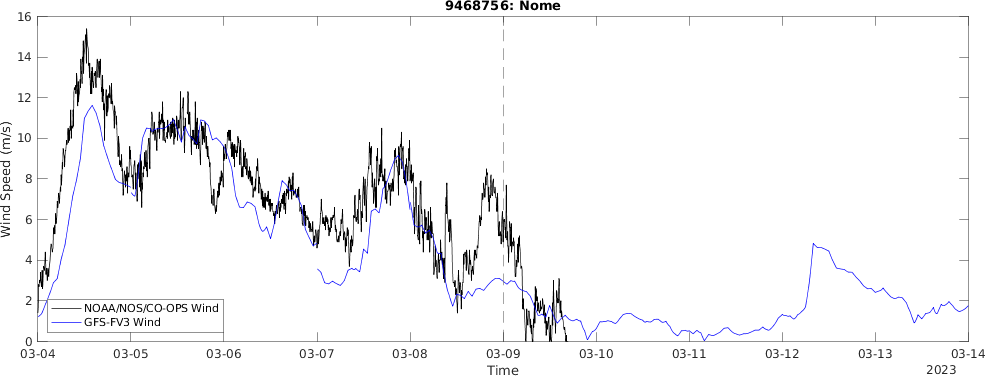 9468756: Nome
Wind Speed (m/s)
16
14
12
10
8
6
4
2
0
NOAA/NOS/CO-OPS Wind
GFS-FV3 Wind
03-04 03-05 03-06 03-07 03-08 03-09 03-10 03-11 03-12 03-13 03-14
Time
2023